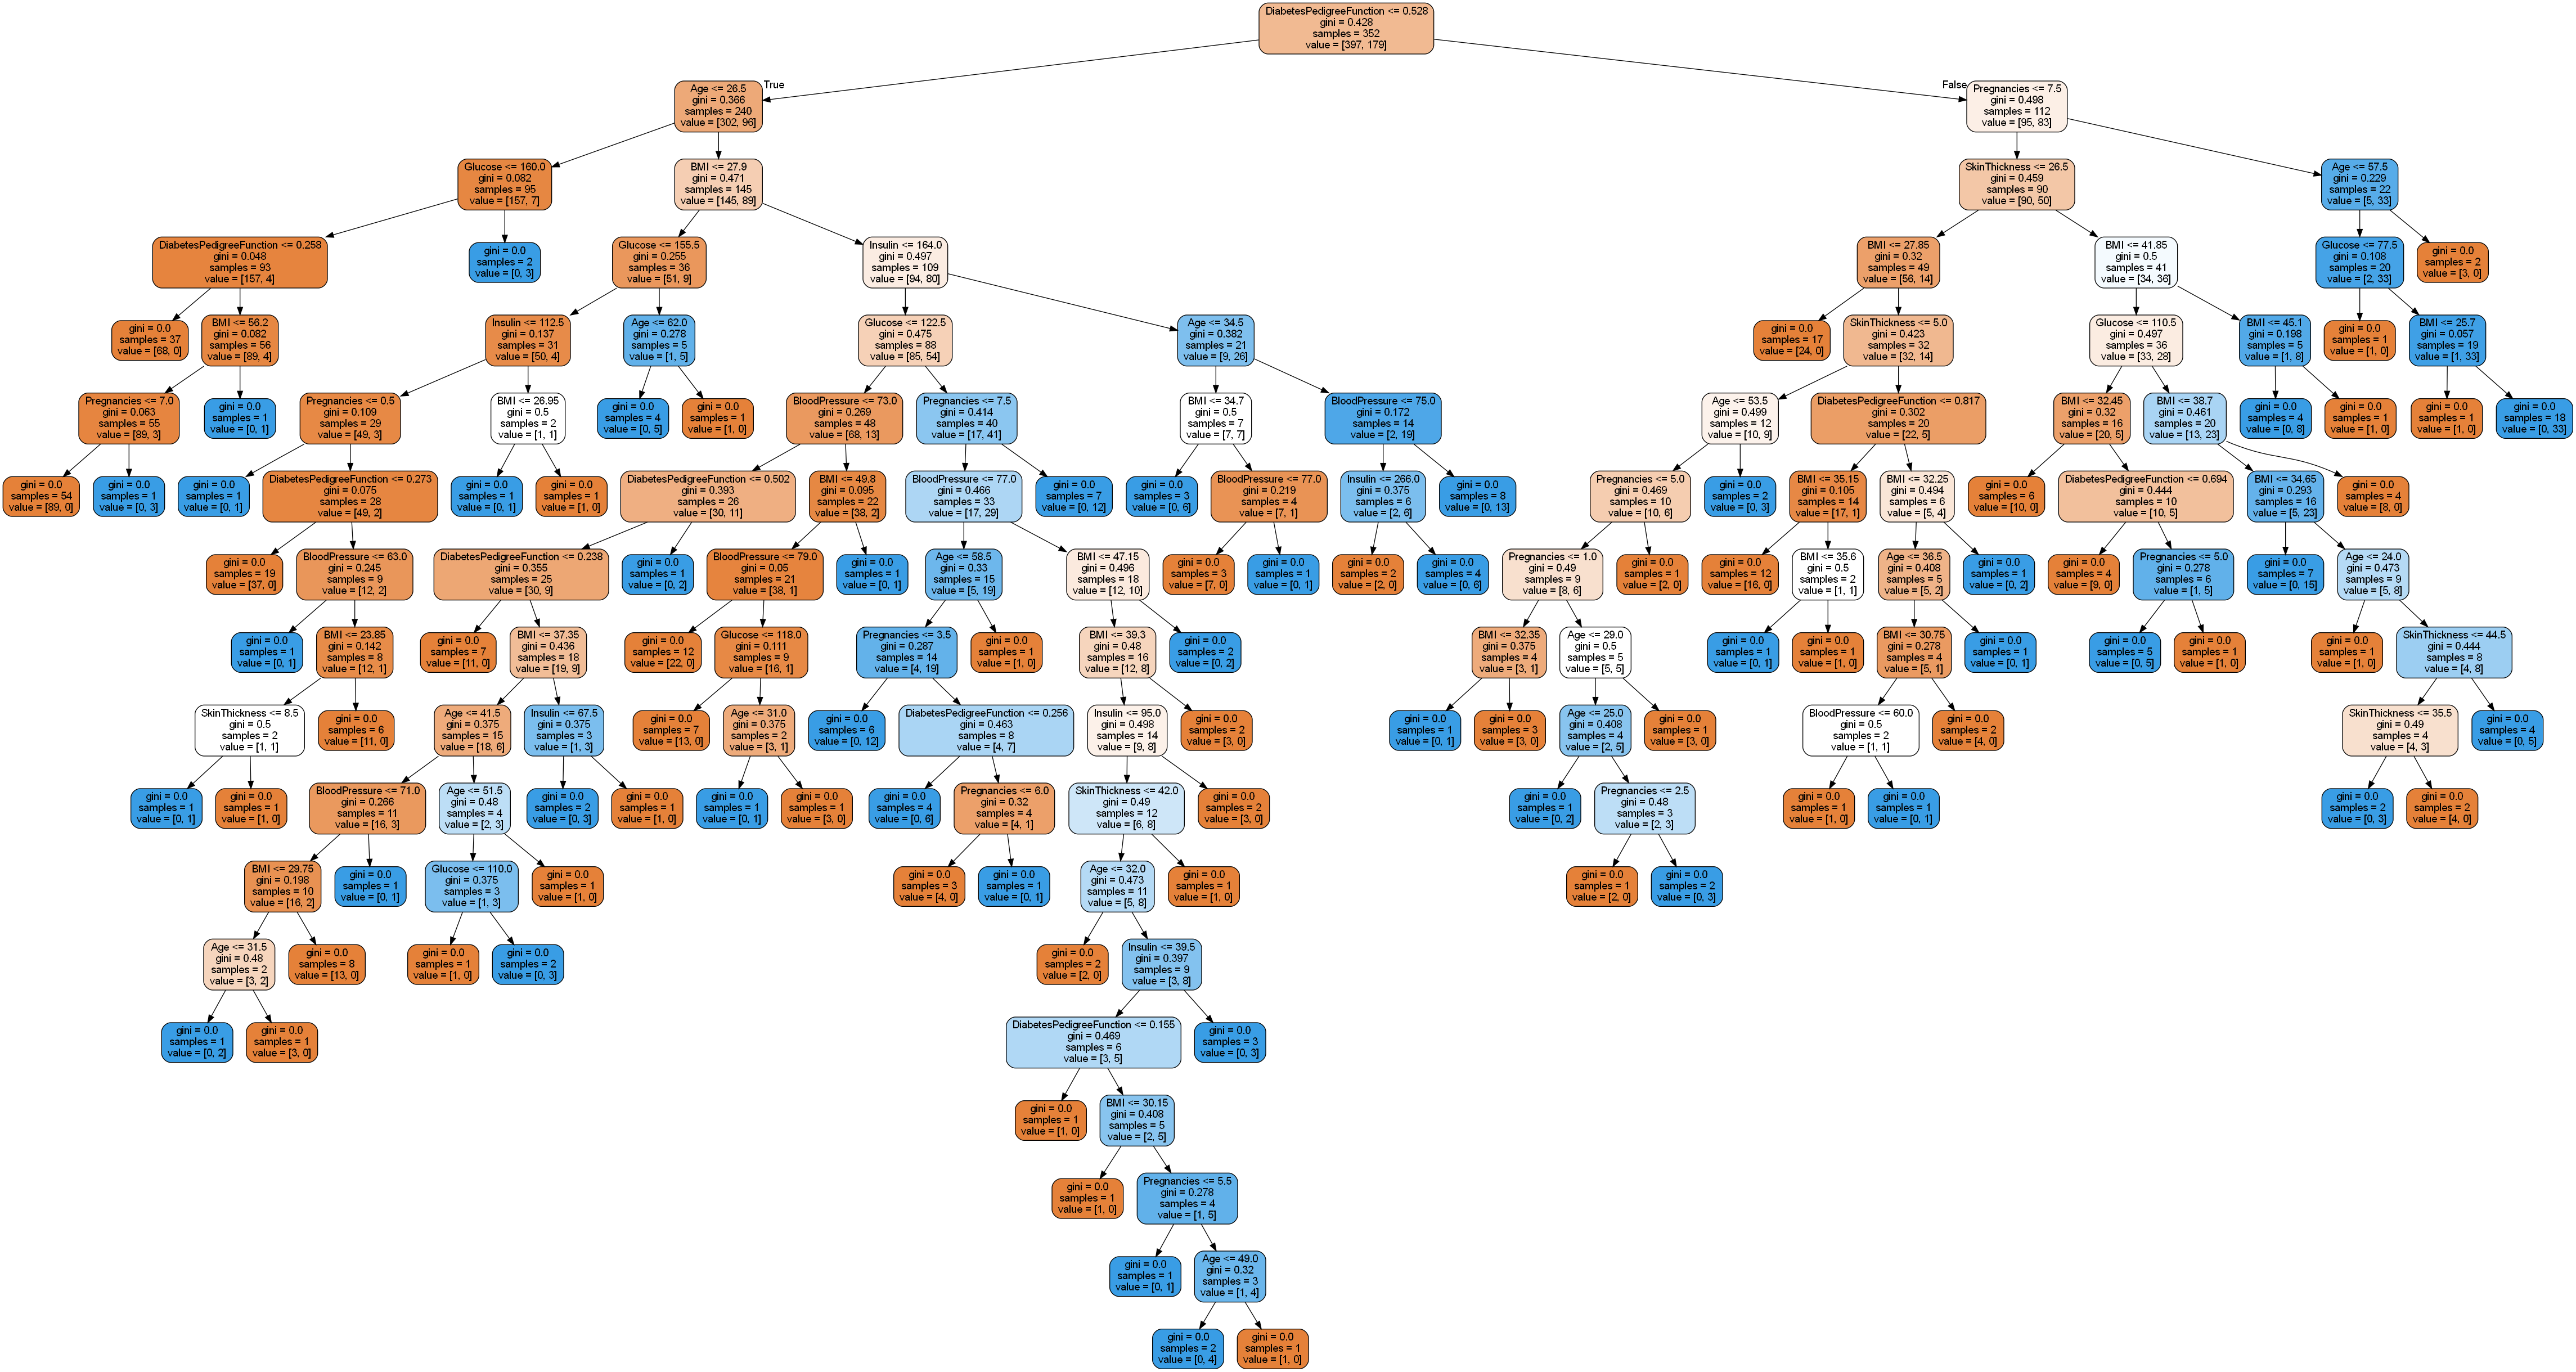 DiabetesPedigreeFunction <= 0.528
gini = 0.428
samples = 352
value = [397, 179]
True
False
Age <= 26.5
gini = 0.366
samples = 240
value = [302, 96]
Pregnancies <= 7.5
gini = 0.498
samples = 112
value = [95, 83]
Glucose <= 160.0
gini = 0.082
samples = 95
value = [157, 7]
BMI <= 27.9
gini = 0.471
samples = 145
value = [145, 89]
SkinThickness <= 26.5
gini = 0.459
samples = 90
value = [90, 50]
Age <= 57.5
gini = 0.229
samples = 22
value = [5, 33]
DiabetesPedigreeFunction <= 0.258
gini = 0.048
samples = 93
value = [157, 4]
gini = 0.0
samples = 2
value = [0, 3]
Glucose <= 155.5
gini = 0.255
samples = 36
value = [51, 9]
Insulin <= 164.0
gini = 0.497
samples = 109
value = [94, 80]
BMI <= 27.85
gini = 0.32
samples = 49
value = [56, 14]
BMI <= 41.85
gini = 0.5
samples = 41
value = [34, 36]
Glucose <= 77.5
gini = 0.108
samples = 20
value = [2, 33]
gini = 0.0
samples = 2
value = [3, 0]
gini = 0.0
samples = 37
value = [68, 0]
BMI <= 56.2
gini = 0.082
samples = 56
value = [89, 4]
Insulin <= 112.5
gini = 0.137
samples = 31
value = [50, 4]
Age <= 62.0
gini = 0.278
samples = 5
value = [1, 5]
Glucose <= 122.5
gini = 0.475
samples = 88
value = [85, 54]
Age <= 34.5
gini = 0.382
samples = 21
value = [9, 26]
gini = 0.0
samples = 17
value = [24, 0]
SkinThickness <= 5.0
gini = 0.423
samples = 32
value = [32, 14]
Glucose <= 110.5
gini = 0.497
samples = 36
value = [33, 28]
BMI <= 45.1
gini = 0.198
samples = 5
value = [1, 8]
gini = 0.0
samples = 1
value = [1, 0]
BMI <= 25.7
gini = 0.057
samples = 19
value = [1, 33]
Pregnancies <= 7.0
gini = 0.063
samples = 55
value = [89, 3]
gini = 0.0
samples = 1
value = [0, 1]
Pregnancies <= 0.5
gini = 0.109
samples = 29
value = [49, 3]
BMI <= 26.95
gini = 0.5
samples = 2
value = [1, 1]
gini = 0.0
samples = 4
value = [0, 5]
gini = 0.0
samples = 1
value = [1, 0]
BloodPressure <= 73.0
gini = 0.269
samples = 48
value = [68, 13]
Pregnancies <= 7.5
gini = 0.414
samples = 40
value = [17, 41]
BMI <= 34.7
gini = 0.5
samples = 7
value = [7, 7]
BloodPressure <= 75.0
gini = 0.172
samples = 14
value = [2, 19]
Age <= 53.5
gini = 0.499
samples = 12
value = [10, 9]
DiabetesPedigreeFunction <= 0.817
gini = 0.302
samples = 20
value = [22, 5]
BMI <= 32.45
gini = 0.32
samples = 16
value = [20, 5]
BMI <= 38.7
gini = 0.461
samples = 20
value = [13, 23]
gini = 0.0
samples = 4
value = [0, 8]
gini = 0.0
samples = 1
value = [1, 0]
gini = 0.0
samples = 1
value = [1, 0]
gini = 0.0
samples = 18
value = [0, 33]
gini = 0.0
samples = 54
value = [89, 0]
gini = 0.0
samples = 1
value = [0, 3]
gini = 0.0
samples = 1
value = [0, 1]
DiabetesPedigreeFunction <= 0.273
gini = 0.075
samples = 28
value = [49, 2]
gini = 0.0
samples = 1
value = [0, 1]
gini = 0.0
samples = 1
value = [1, 0]
DiabetesPedigreeFunction <= 0.502
gini = 0.393
samples = 26
value = [30, 11]
BMI <= 49.8
gini = 0.095
samples = 22
value = [38, 2]
BloodPressure <= 77.0
gini = 0.466
samples = 33
value = [17, 29]
gini = 0.0
samples = 7
value = [0, 12]
gini = 0.0
samples = 3
value = [0, 6]
BloodPressure <= 77.0
gini = 0.219
samples = 4
value = [7, 1]
Insulin <= 266.0
gini = 0.375
samples = 6
value = [2, 6]
gini = 0.0
samples = 8
value = [0, 13]
Pregnancies <= 5.0
gini = 0.469
samples = 10
value = [10, 6]
gini = 0.0
samples = 2
value = [0, 3]
BMI <= 35.15
gini = 0.105
samples = 14
value = [17, 1]
BMI <= 32.25
gini = 0.494
samples = 6
value = [5, 4]
gini = 0.0
samples = 6
value = [10, 0]
DiabetesPedigreeFunction <= 0.694
gini = 0.444
samples = 10
value = [10, 5]
BMI <= 34.65
gini = 0.293
samples = 16
value = [5, 23]
gini = 0.0
samples = 4
value = [8, 0]
gini = 0.0
samples = 19
value = [37, 0]
BloodPressure <= 63.0
gini = 0.245
samples = 9
value = [12, 2]
DiabetesPedigreeFunction <= 0.238
gini = 0.355
samples = 25
value = [30, 9]
gini = 0.0
samples = 1
value = [0, 2]
BloodPressure <= 79.0
gini = 0.05
samples = 21
value = [38, 1]
gini = 0.0
samples = 1
value = [0, 1]
Age <= 58.5
gini = 0.33
samples = 15
value = [5, 19]
BMI <= 47.15
gini = 0.496
samples = 18
value = [12, 10]
gini = 0.0
samples = 3
value = [7, 0]
gini = 0.0
samples = 1
value = [0, 1]
gini = 0.0
samples = 2
value = [2, 0]
gini = 0.0
samples = 4
value = [0, 6]
Pregnancies <= 1.0
gini = 0.49
samples = 9
value = [8, 6]
gini = 0.0
samples = 1
value = [2, 0]
gini = 0.0
samples = 12
value = [16, 0]
BMI <= 35.6
gini = 0.5
samples = 2
value = [1, 1]
Age <= 36.5
gini = 0.408
samples = 5
value = [5, 2]
gini = 0.0
samples = 1
value = [0, 2]
gini = 0.0
samples = 4
value = [9, 0]
Pregnancies <= 5.0
gini = 0.278
samples = 6
value = [1, 5]
gini = 0.0
samples = 7
value = [0, 15]
Age <= 24.0
gini = 0.473
samples = 9
value = [5, 8]
gini = 0.0
samples = 1
value = [0, 1]
BMI <= 23.85
gini = 0.142
samples = 8
value = [12, 1]
gini = 0.0
samples = 7
value = [11, 0]
BMI <= 37.35
gini = 0.436
samples = 18
value = [19, 9]
gini = 0.0
samples = 12
value = [22, 0]
Glucose <= 118.0
gini = 0.111
samples = 9
value = [16, 1]
Pregnancies <= 3.5
gini = 0.287
samples = 14
value = [4, 19]
gini = 0.0
samples = 1
value = [1, 0]
BMI <= 39.3
gini = 0.48
samples = 16
value = [12, 8]
gini = 0.0
samples = 2
value = [0, 2]
BMI <= 32.35
gini = 0.375
samples = 4
value = [3, 1]
Age <= 29.0
gini = 0.5
samples = 5
value = [5, 5]
gini = 0.0
samples = 1
value = [0, 1]
gini = 0.0
samples = 1
value = [1, 0]
BMI <= 30.75
gini = 0.278
samples = 4
value = [5, 1]
gini = 0.0
samples = 1
value = [0, 1]
gini = 0.0
samples = 5
value = [0, 5]
gini = 0.0
samples = 1
value = [1, 0]
gini = 0.0
samples = 1
value = [1, 0]
SkinThickness <= 44.5
gini = 0.444
samples = 8
value = [4, 8]
SkinThickness <= 8.5
gini = 0.5
samples = 2
value = [1, 1]
gini = 0.0
samples = 6
value = [11, 0]
Age <= 41.5
gini = 0.375
samples = 15
value = [18, 6]
Insulin <= 67.5
gini = 0.375
samples = 3
value = [1, 3]
gini = 0.0
samples = 7
value = [13, 0]
Age <= 31.0
gini = 0.375
samples = 2
value = [3, 1]
gini = 0.0
samples = 6
value = [0, 12]
DiabetesPedigreeFunction <= 0.256
gini = 0.463
samples = 8
value = [4, 7]
Insulin <= 95.0
gini = 0.498
samples = 14
value = [9, 8]
gini = 0.0
samples = 2
value = [3, 0]
gini = 0.0
samples = 1
value = [0, 1]
gini = 0.0
samples = 3
value = [3, 0]
Age <= 25.0
gini = 0.408
samples = 4
value = [2, 5]
gini = 0.0
samples = 1
value = [3, 0]
BloodPressure <= 60.0
gini = 0.5
samples = 2
value = [1, 1]
gini = 0.0
samples = 2
value = [4, 0]
SkinThickness <= 35.5
gini = 0.49
samples = 4
value = [4, 3]
gini = 0.0
samples = 4
value = [0, 5]
gini = 0.0
samples = 1
value = [0, 1]
gini = 0.0
samples = 1
value = [1, 0]
BloodPressure <= 71.0
gini = 0.266
samples = 11
value = [16, 3]
Age <= 51.5
gini = 0.48
samples = 4
value = [2, 3]
gini = 0.0
samples = 2
value = [0, 3]
gini = 0.0
samples = 1
value = [1, 0]
gini = 0.0
samples = 1
value = [0, 1]
gini = 0.0
samples = 1
value = [3, 0]
gini = 0.0
samples = 4
value = [0, 6]
Pregnancies <= 6.0
gini = 0.32
samples = 4
value = [4, 1]
SkinThickness <= 42.0
gini = 0.49
samples = 12
value = [6, 8]
gini = 0.0
samples = 2
value = [3, 0]
gini = 0.0
samples = 1
value = [0, 2]
Pregnancies <= 2.5
gini = 0.48
samples = 3
value = [2, 3]
gini = 0.0
samples = 1
value = [1, 0]
gini = 0.0
samples = 1
value = [0, 1]
gini = 0.0
samples = 2
value = [0, 3]
gini = 0.0
samples = 2
value = [4, 0]
BMI <= 29.75
gini = 0.198
samples = 10
value = [16, 2]
gini = 0.0
samples = 1
value = [0, 1]
Glucose <= 110.0
gini = 0.375
samples = 3
value = [1, 3]
gini = 0.0
samples = 1
value = [1, 0]
gini = 0.0
samples = 3
value = [4, 0]
gini = 0.0
samples = 1
value = [0, 1]
Age <= 32.0
gini = 0.473
samples = 11
value = [5, 8]
gini = 0.0
samples = 1
value = [1, 0]
gini = 0.0
samples = 1
value = [2, 0]
gini = 0.0
samples = 2
value = [0, 3]
Age <= 31.5
gini = 0.48
samples = 2
value = [3, 2]
gini = 0.0
samples = 8
value = [13, 0]
gini = 0.0
samples = 1
value = [1, 0]
gini = 0.0
samples = 2
value = [0, 3]
gini = 0.0
samples = 2
value = [2, 0]
Insulin <= 39.5
gini = 0.397
samples = 9
value = [3, 8]
gini = 0.0
samples = 1
value = [0, 2]
gini = 0.0
samples = 1
value = [3, 0]
DiabetesPedigreeFunction <= 0.155
gini = 0.469
samples = 6
value = [3, 5]
gini = 0.0
samples = 3
value = [0, 3]
gini = 0.0
samples = 1
value = [1, 0]
BMI <= 30.15
gini = 0.408
samples = 5
value = [2, 5]
gini = 0.0
samples = 1
value = [1, 0]
Pregnancies <= 5.5
gini = 0.278
samples = 4
value = [1, 5]
gini = 0.0
samples = 1
value = [0, 1]
Age <= 49.0
gini = 0.32
samples = 3
value = [1, 4]
gini = 0.0
samples = 2
value = [0, 4]
gini = 0.0
samples = 1
value = [1, 0]